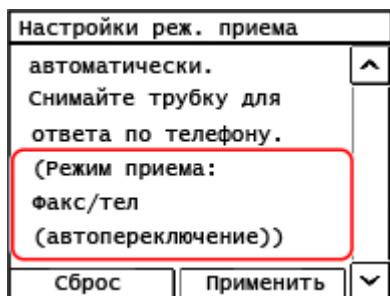 Настройки реж. приема
автоматически.
Снимайте трубку для
ответа по телефону.
(Режим приема:
Факс/тел
(автопереключение))
Сброс
Применить